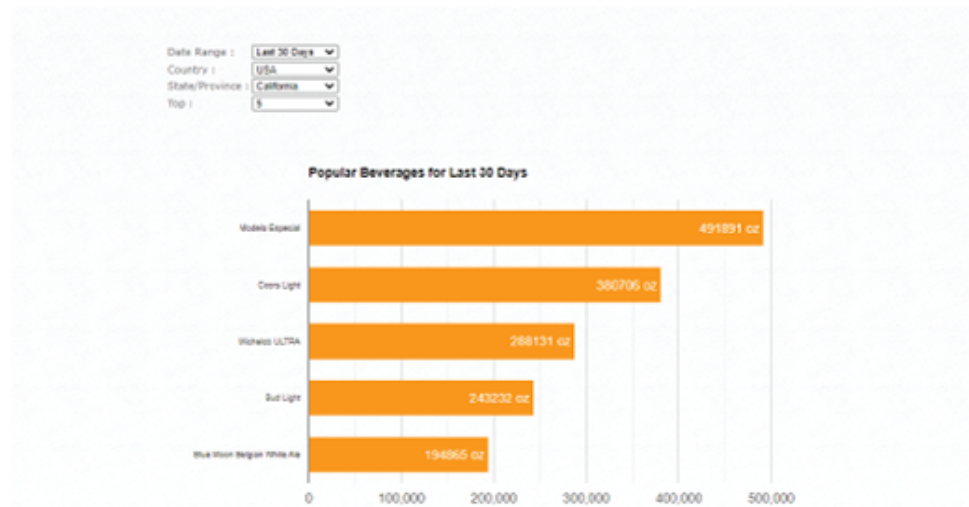 Date Range : Last 30 Days
Country : USA
State/Province : California
Top : 5
Popular Beverages for Last 30 Days
Modelo Especial 491891 oz
Coors Light 380706 oz
Michelob ULTRA 288131 oz
Bud Light 243232 oz
Blue Moon Belgian White Ale 194865 oz
0 100,000 200,000 300,000 400,000 500,000